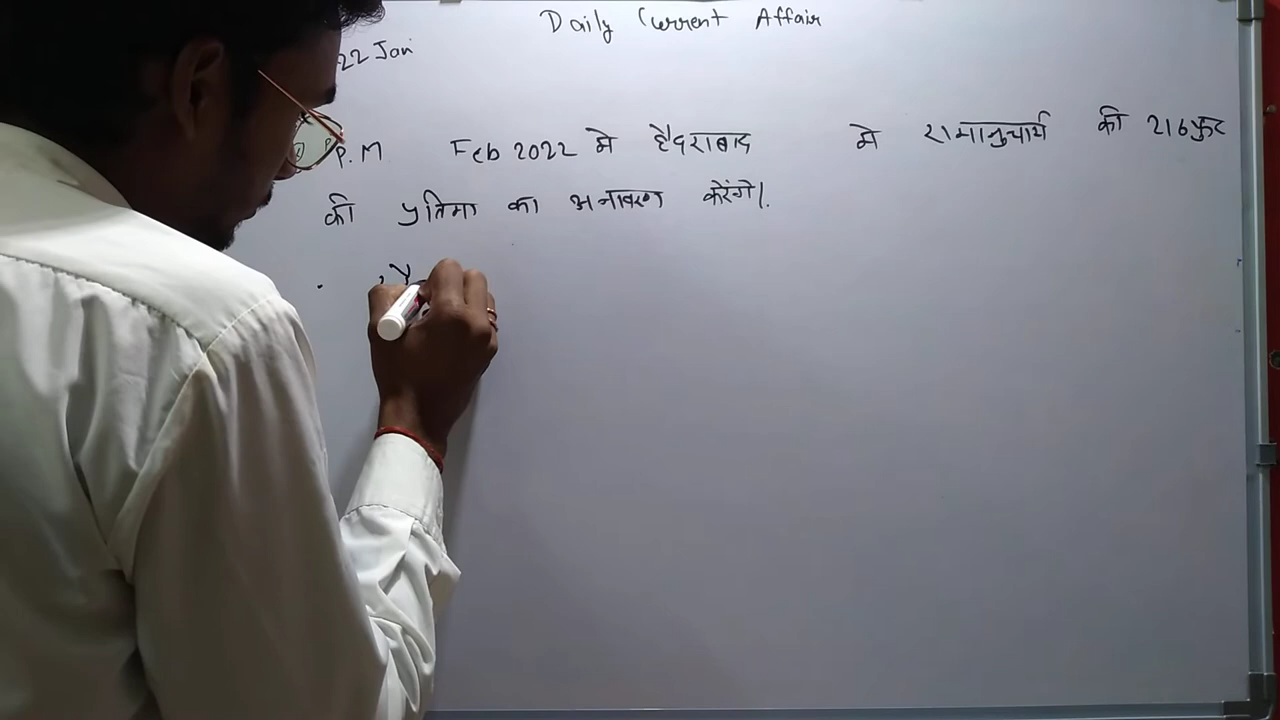 Daily Current Affair
22 Jan
P.M Feb 2022 मे हैदराबाद मे रामानुचार्य की 216फुट
की प्रतिमा का अनावरण करेंगे।.